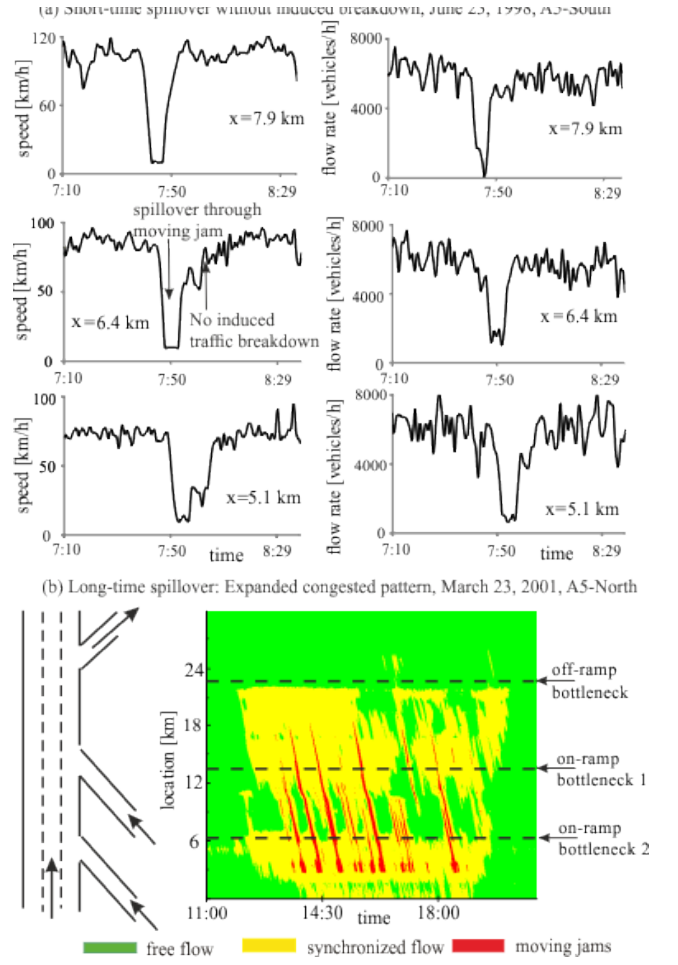 (a) Short-time spillover without induced breakdown, June 23, 1998, A5-South
120
60
0
speed [km/h]
x=7.9 km
7:10
7:50
8:29
8000
4000
0
flow rate [vehicles/h]
x=7.9 km
7:10
7:50
8:29
100
50
0
speed [km/h]
spillover through
moving jam
x=6.4 km
No induced
traffic breakdown
7:10
7:50
8:29
8000
4000
0
flow rate [vehicles/h]
x=6.4 km
7:10
7:50
8:29
100
50
0
speed [km/h]
x=5.1 km
7:10
7:50
8:29
time
8000
4000
0
flow rate [vehicles/h]
x=5.1 km
7:10
7:50
8:29
time
(b) Long-time spillover: Expanded congested pattern, March 23, 2001, A5-North
24
18
12
6
location [km]
off-ramp
bottleneck
on-ramp
bottleneck 1
on-ramp
bottleneck 2
11:00
14:30
18:00
time
free flow
synchronized flow
moving jams